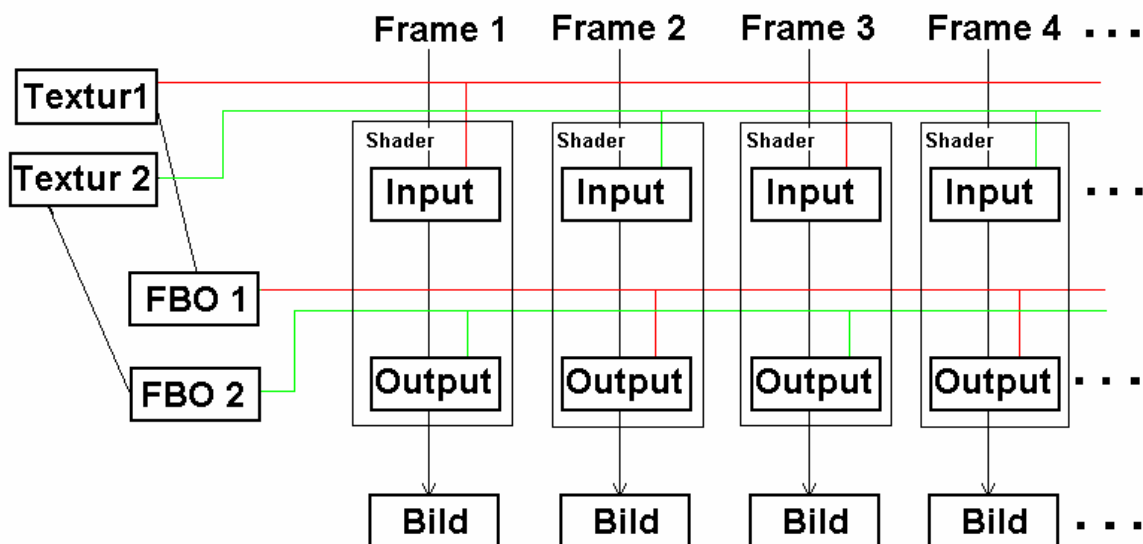 Frame 1 Frame 2 Frame 3 Frame 4 ...
Textur1
Shader Shader Shader Shader
Textur 2
Input Input Input Input ...
FBO 1
FBO 2
Output Output Output Output ...
Bild Bild Bild Bild ...